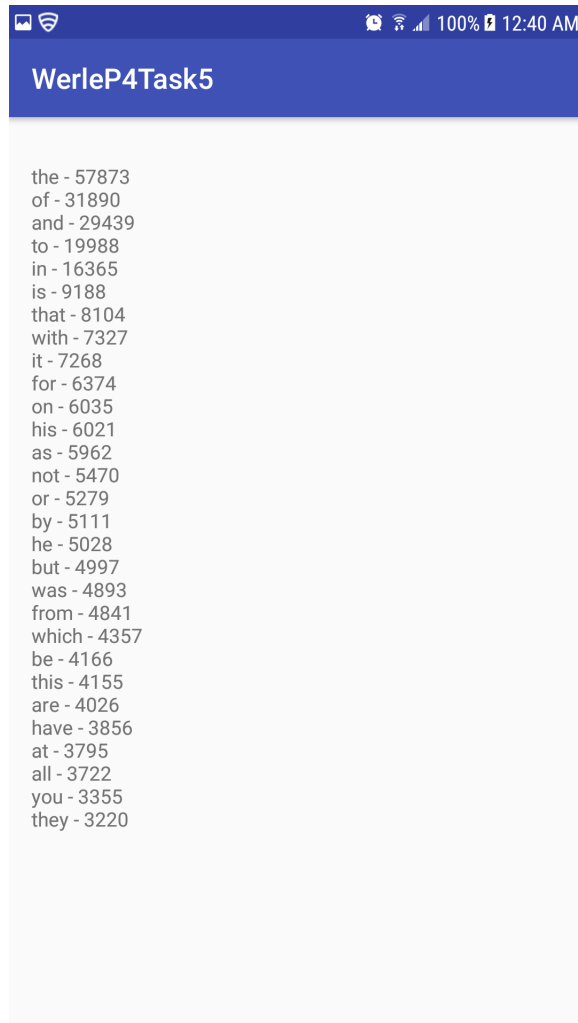 100% 12:40 AM
WerleP4Task5
the - 57873
of - 31890
and - 29439
to - 19988
in - 16365
is - 9188
that - 8104
with - 7327
it - 7268
for - 6374
on - 6035
his - 6021
as - 5962
not - 5470
or - 5279
by - 5111
he - 5028
but - 4997
was - 4893
from - 4841
which - 4357
be - 4166
this - 4155
are - 4026
have - 3856
at - 3795
all - 3722
you - 3355
they - 3220